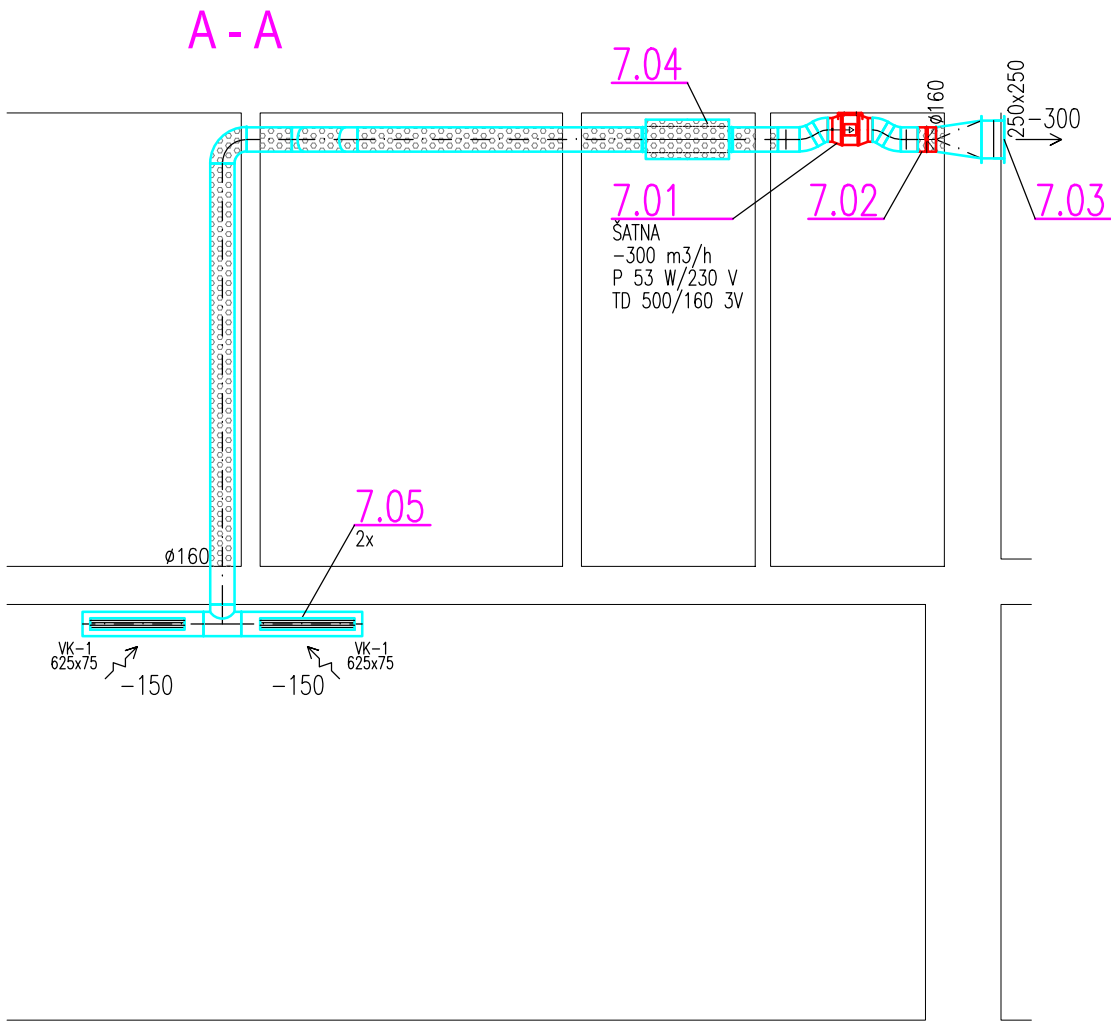 A - A
7.04
ø160
250x250
-300
7.01
7.02
7.03
ŠATNA
-300 m3/h
P 53 W/230 V
TD 500/160 3V
7.05
2x
ø160
VK-1
625x75
-150
VK-1
625x75
-150